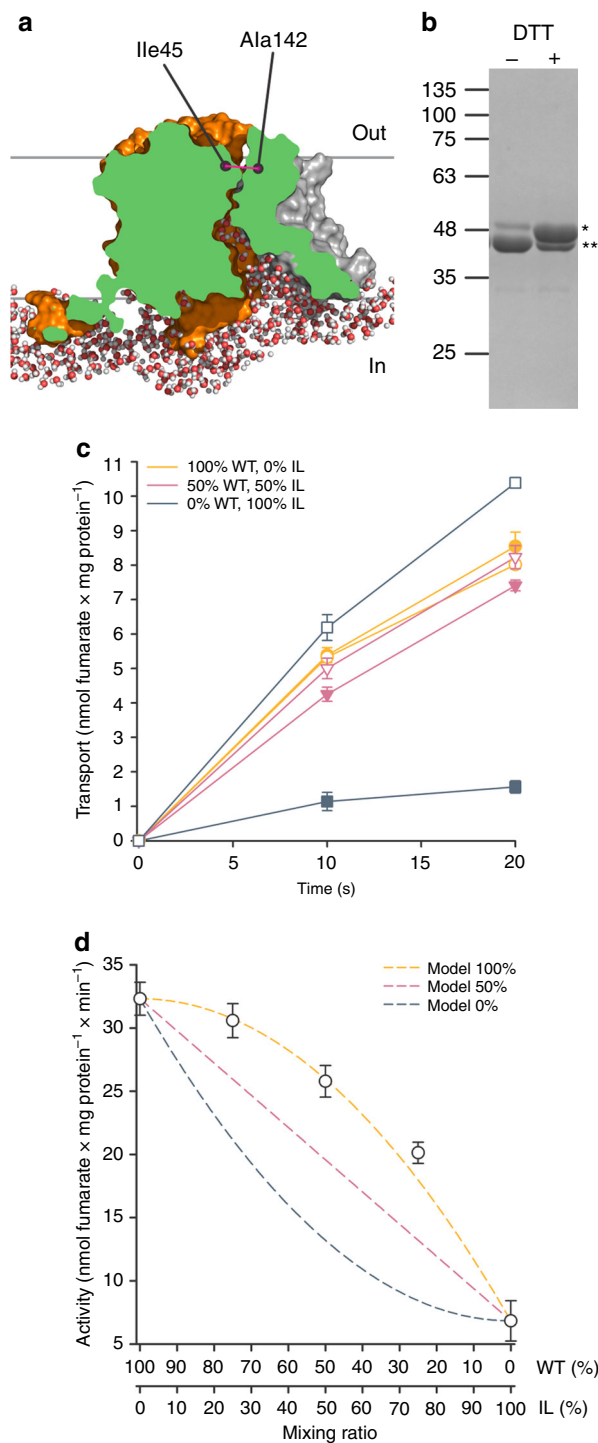 a
Ile45
Ala142
Out
In
b
DTT
– +
135
100
75
63
48
35
25
*
**
c
100% WT, 0% IL
50% WT, 50% IL
0% WT, 100% IL
Transport (nmol fumarate × mg protein⁻¹)
11
10
9
8
7
6
5
4
3
2
1
0
0 5 10 15 20
Time (s)
d
Model 100%
Model 50%
Model 0%
Activity (nmol fumarate × mg protein⁻¹ × min⁻¹)
35
30
25
20
15
10
5
100 90 80 70 60 50 40 30 20 10 0 WT (%)
0 10 20 30 40 50 60 70 80 90 100 IL (%)
Mixing ratio